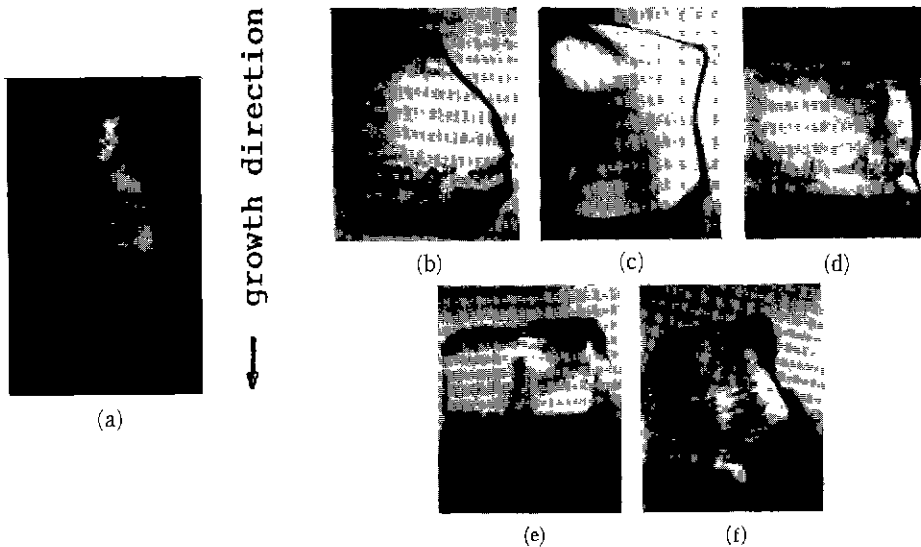 (a)
← growth direction
(b)
(c)
(d)
(e)
(f)